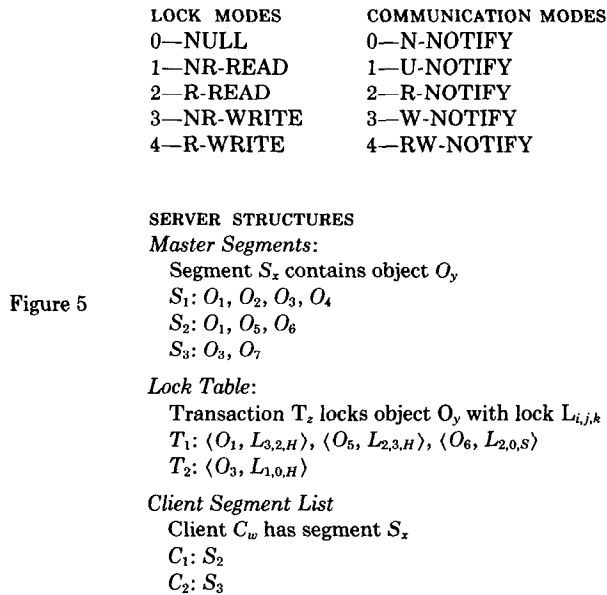 LOCK MODES COMMUNICATION MODES
0—NULL 0—N-NOTIFY
1—NR-READ 1—U-NOTIFY
2—R-READ 2—R-NOTIFY
3—NR-WRITE 3—W-NOTIFY
4—R-WRITE 4—RW-NOTIFY
SERVER STRUCTURES
Master Segments:
Segment Sₓ contains object O_y
S₁: O₁, O₂, O₃, O₄
Figure 5
S₂: O₁, O₅, O₆
S₃: O₃, O₇
Lock Table:
Transaction T_z locks object O_y with lock L_{i,j,k}
T₁: ⟨O₁, L_{3,2,H}⟩, ⟨O₅, L_{2,3,H}⟩, ⟨O₆, L_{2,0,S}⟩
T₂: ⟨O₃, L_{1,0,H}⟩
Client Segment List
Client C_w has segment Sₓ
C₁: S₂
C₂: S₃